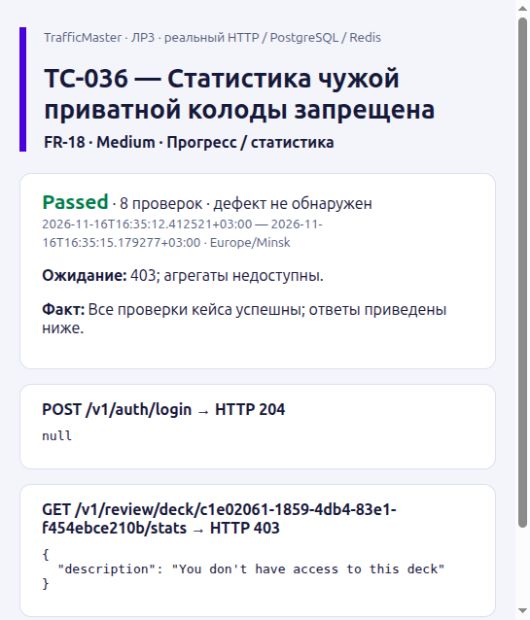 TrafficMaster · ЛР3 · реальный HTTP / PostgreSQL / Redis
TC-036 — Статистика чужой
приватной колоды запрещена
FR-18 · Medium · Прогресс / статистика
Passed · 8 проверок · дефект не обнаружен
2026-11-16T16:35:12.412521+03:00 — 2026-11-
16T16:35:15.179277+03:00 · Europe/Minsk
Ожидание: 403; агрегаты недоступны.
Факт: Все проверки кейса успешны; ответы приведены
ниже.
POST /v1/auth/login → HTTP 204
null
GET /v1/review/deck/c1e02061-1859-4db4-83e1-
f454ebce210b/stats → HTTP 403
{
"description": "You don't have access to this deck"
}